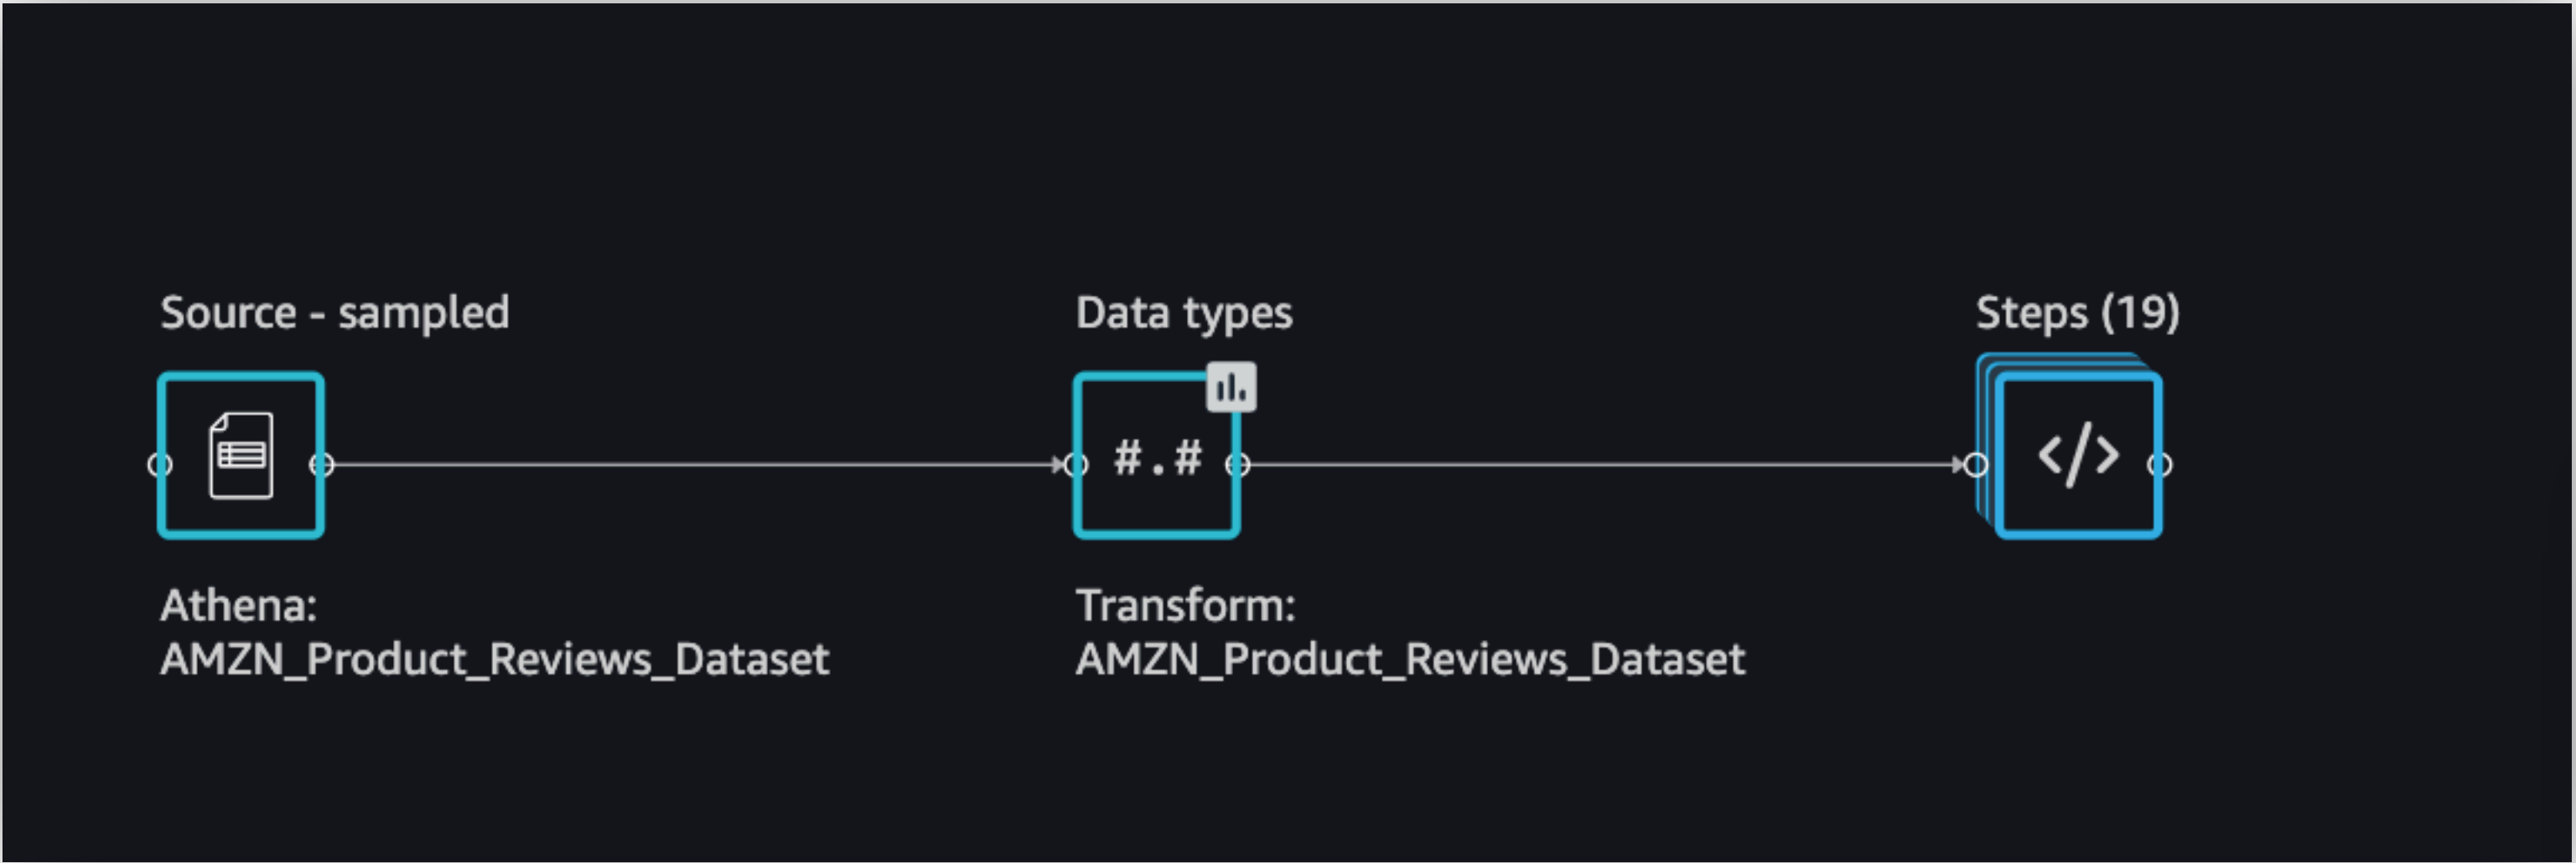 Source - sampled
Data types
Steps (19)
#.#
</>
Athena:
AMZN_Product_Reviews_Dataset
Transform:
AMZN_Product_Reviews_Dataset